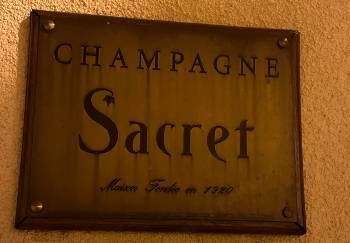 CHAMPAGNE
Sacret
Maison Fondée en 1920